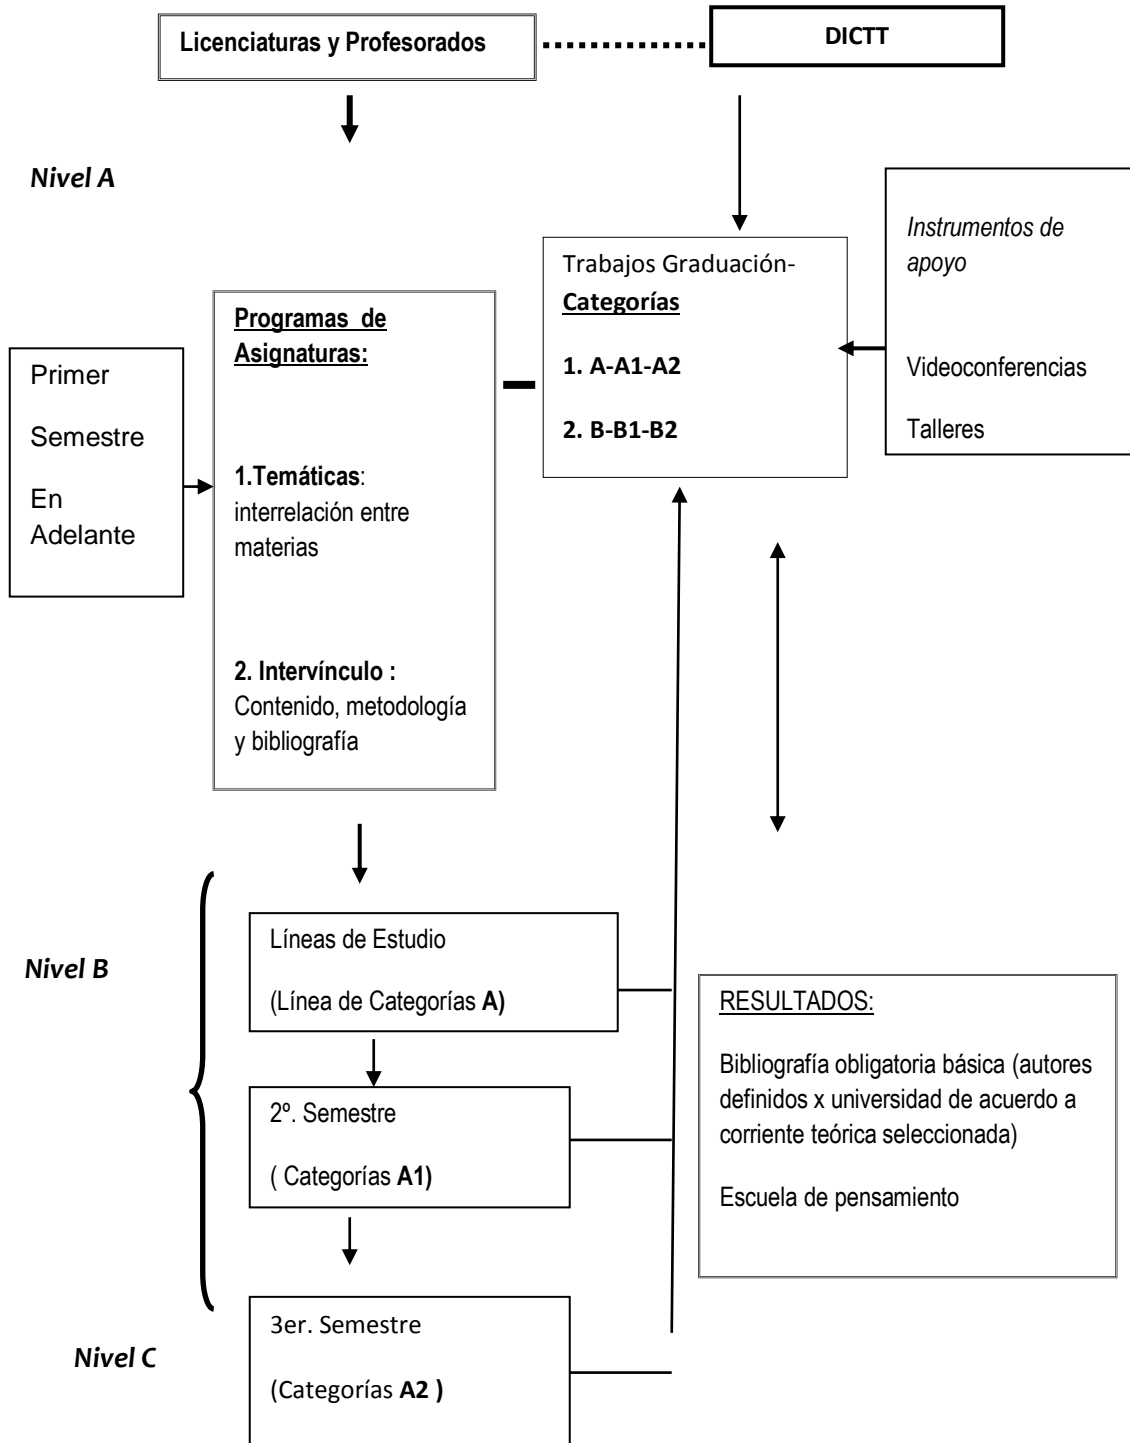 Licenciaturas y Profesorados
DICTT
Nivel A
Instrumentos de
apoyo
Videoconferencias
Talleres
Trabajos Graduación-
Categorías
1. A-A1-A2
2. B-B1-B2
Programas de
Asignaturas:
1.Temáticas:
interrelación entre
materias
2. Intervínculo :
Contenido, metodología
y bibliografía
Primer
Semestre
En
Adelante
Nivel B
Líneas de Estudio
(Línea de Categorías A)
2º. Semestre
( Categorías A1)
RESULTADOS:
Bibliografía obligatoria básica (autores
definidos x universidad de acuerdo a
corriente teórica seleccionada)
Escuela de pensamiento
Nivel C
3er. Semestre
(Categorías A2 )